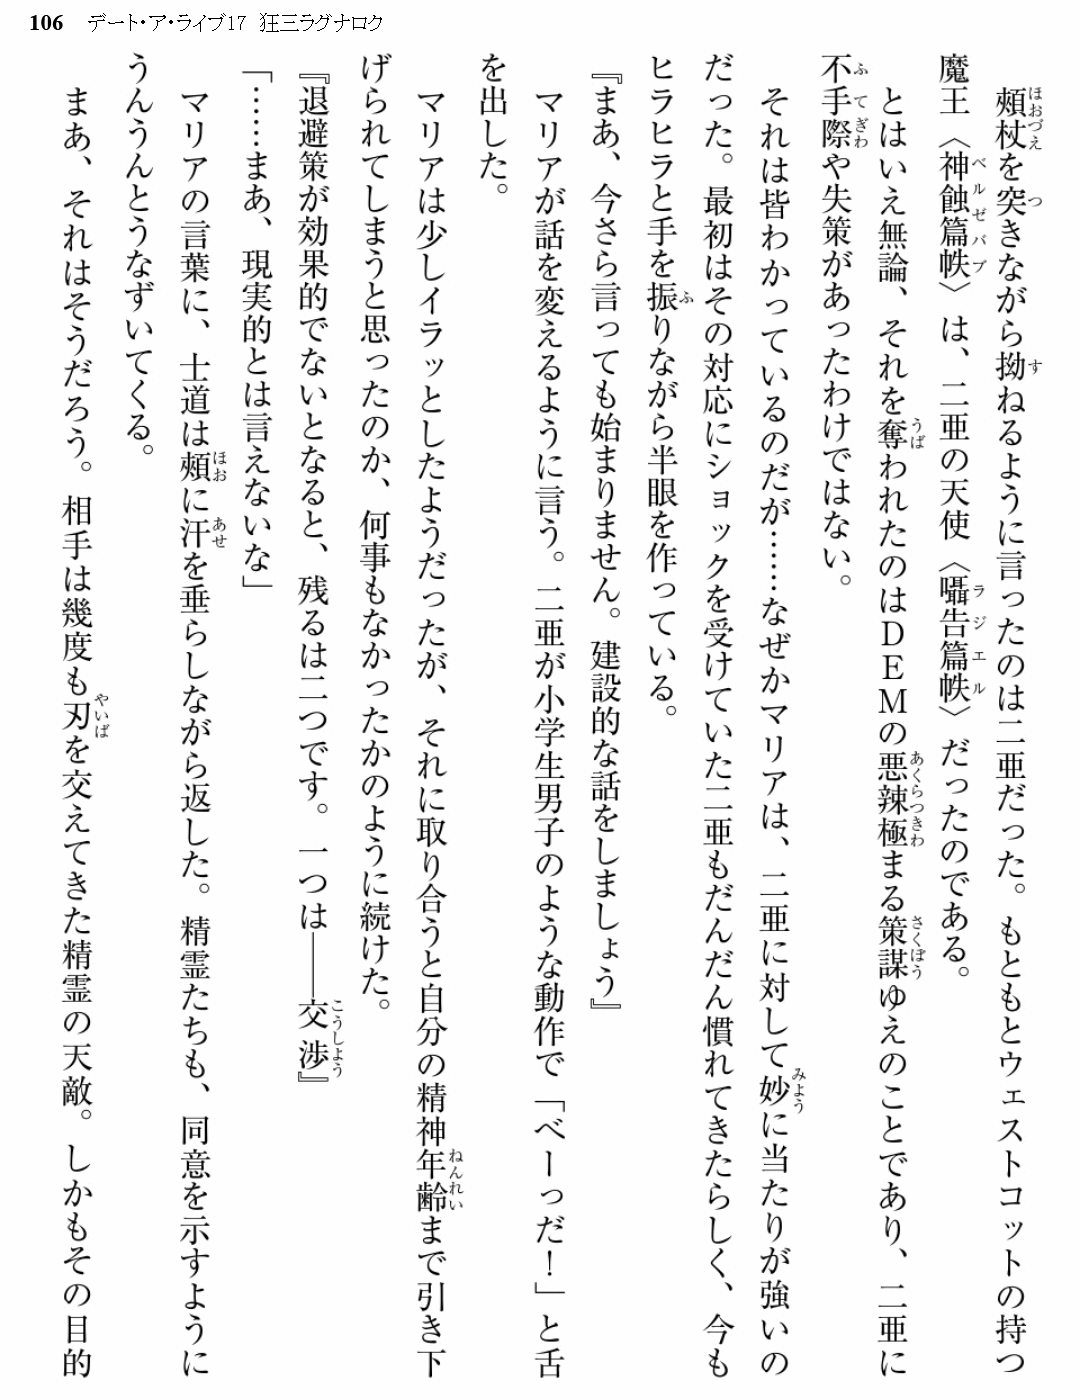 106 デート・ア・ライブ17 狂三ラグナロク
頰杖を突きながら拗ねるように言ったのは二亜だった。もともとウェストコットの持つ
魔王〈神蝕篇帙〉は、二亜の天使〈囁告篇帙〉だったのである。
とはいえ無論、それを奪われたのはＤＥＭの悪辣極まる策謀ゆえのことであり、二亜に
不手際や失策があったわけではない。
それは皆わかっているのだが……なぜかマリアは、二亜に対して妙に当たりが強いの
だった。最初はその対応にショックを受けていた二亜もだんだん慣れてきたらしく、今も
ヒラヒラと手を振りながら半眼を作っている。
『まあ、今さら言っても始まりません。建設的な話をしましょう』
マリアが話を変えるように言う。二亜が小学生男子のような動作で「べーっだ！」と舌
を出した。
マリアは少しイラッとしたようだったが、それに取り合うと自分の精神年齢まで引き下
げられてしまうと思ったのか、何事もなかったかのように続けた。
『退避策が効果的でないとなると、残るは二つです。一つは――交渉』
「……まあ、現実的とは言えないな」
マリアの言葉に、士道は頰に汗を垂らしながら返した。精霊たちも、同意を示すように
うんうんとうなずいてくる。
まあ、それはそうだろう。相手は幾度も刃を交えてきた精霊の天敵。しかもその目的